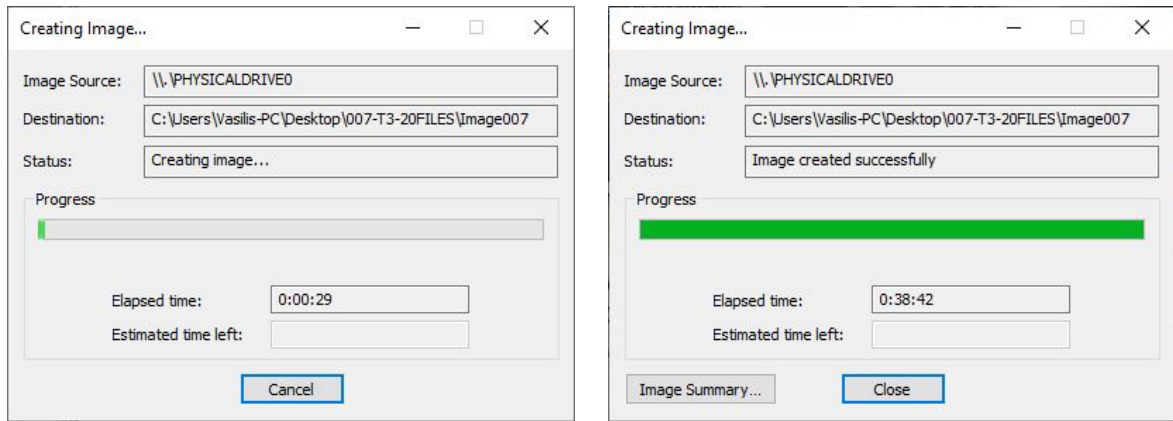 Creating Image...
Image Source: \\.\PHYSICALDRIVE0
Destination: C:\Users\Vasilis-PC\Desktop\007-T3-20FILES\Image007
Status: Creating image...
Progress
Elapsed time: 0:00:29
Estimated time left:
Cancel
Creating Image...
Image Source: \\.\PHYSICALDRIVE0
Destination: C:\Users\Vasilis-PC\Desktop\007-T3-20FILES\Image007
Status: Image created successfully
Progress
Elapsed time: 0:38:42
Estimated time left:
Image Summary... Close